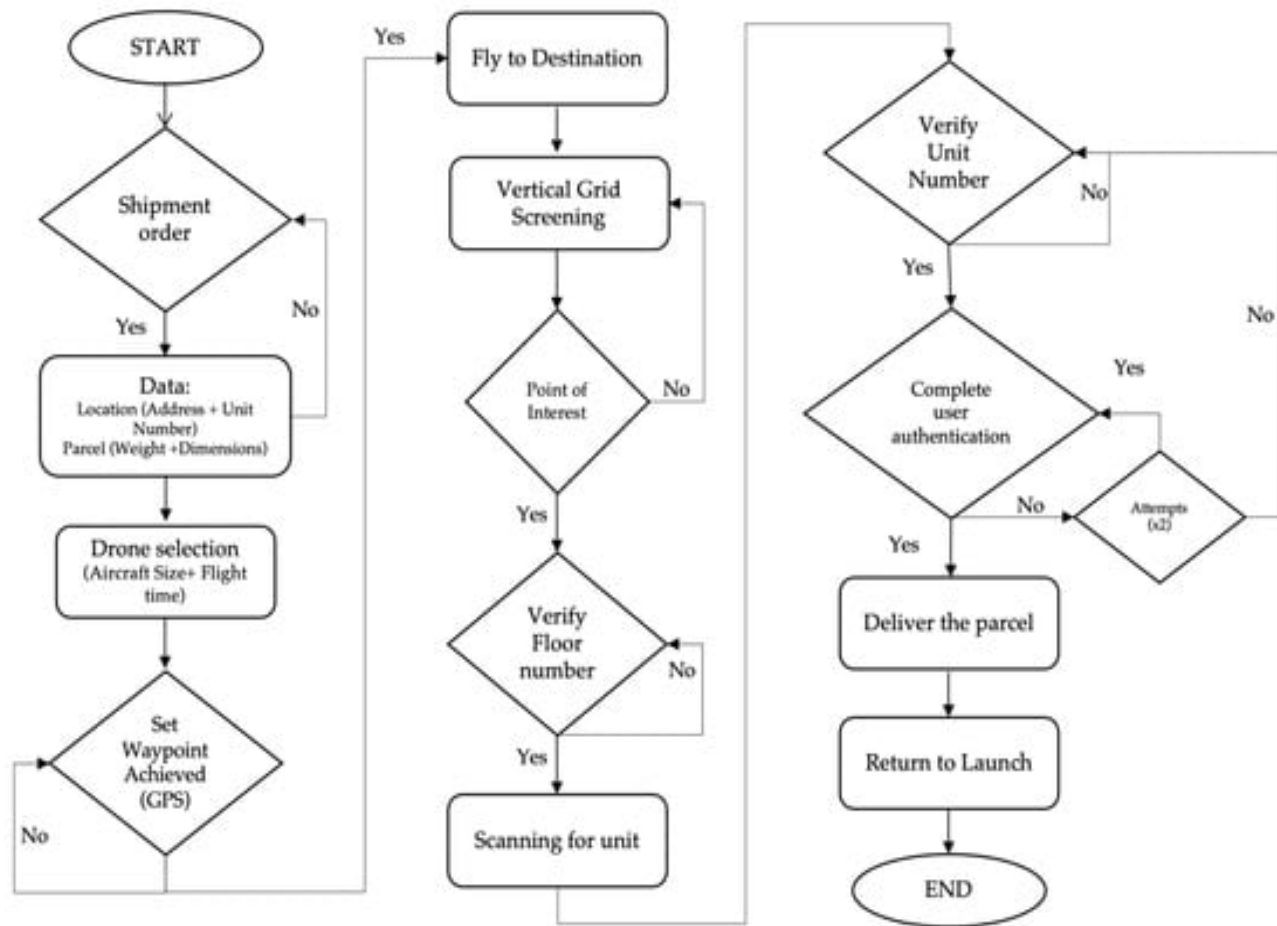 START
Shipment
order
No
Yes
Data:
Location (Address + Unit
Number)
Parcel (Weight +Dimensions)
Drone selection
(Aircraft Size+ Flight
time)
Set
Waypoint
Achieved
(GPS)
No
Yes
Fly to Destination
Vertical Grid
Screening
Point of
Interest
No
Yes
Verify
Floor
number
No
Yes
Scanning for unit
Verify
Unit
Number
No
Yes
No
Complete
user
authentication
Yes
No
Attempts
(x2)
Yes
Deliver the parcel
Return to Launch
END